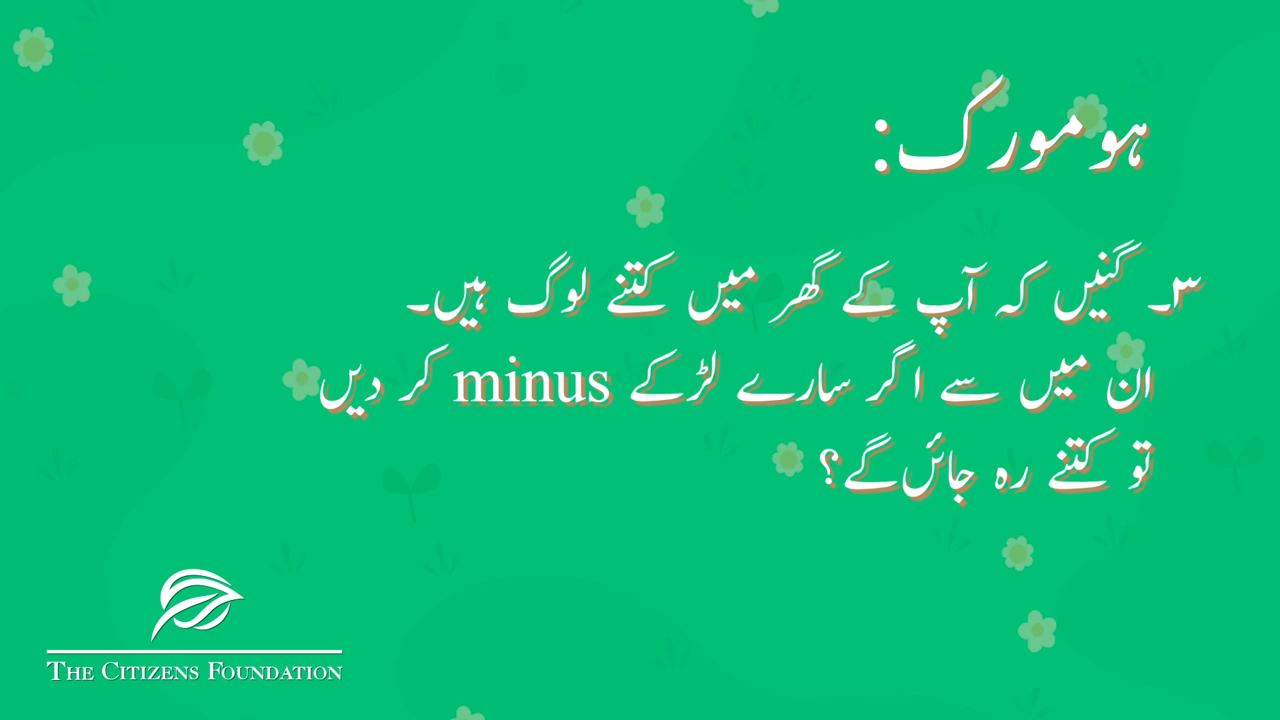 ہوم ورک:
۳۔ گنیں کہ آپ کے گھر میں کتنے لوگ ہیں۔
ان میں سے اگر سارے لڑکے minus کر دیں
تو کتنے رہ جائں گے؟
THE CITIZENS FOUNDATION